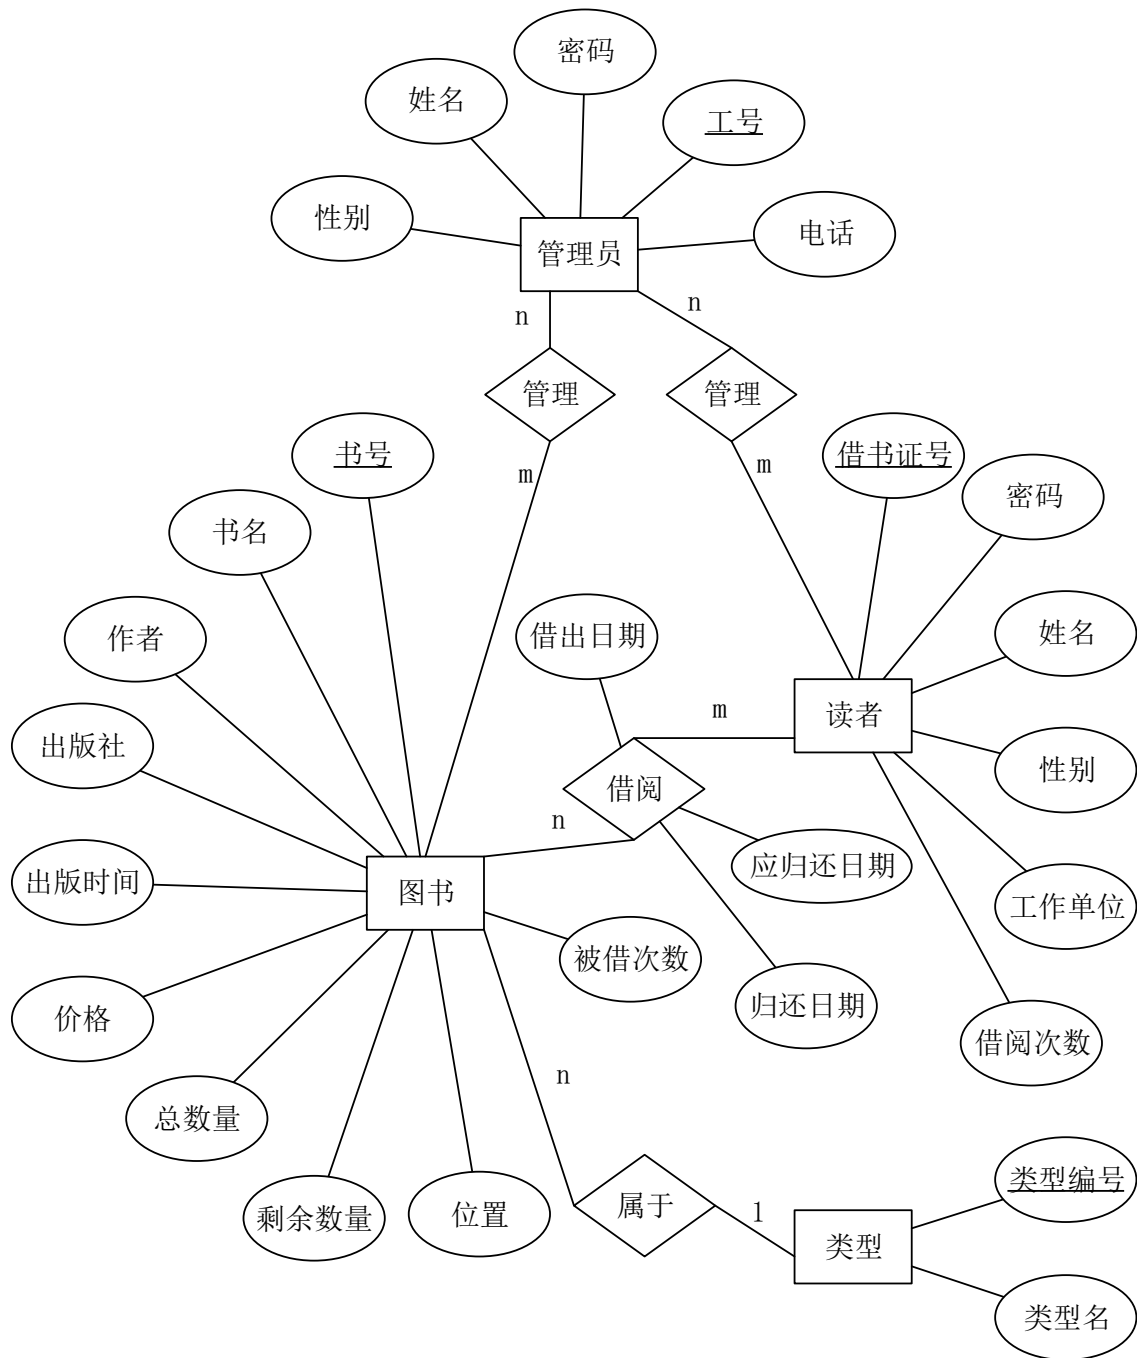 密码
姓名
工号
性别
电话
管理员
n
n
管理
管理
书号
m
m
借书证号
密码
书名
借出日期
姓名
作者
出版社
m
读者
性别
借阅
n
出版时间
图书
应归还日期
工作单位
被借次数
归还日期
价格
借阅次数
n
总数量
剩余数量
位置
属于
1
类型编号
类型
类型名